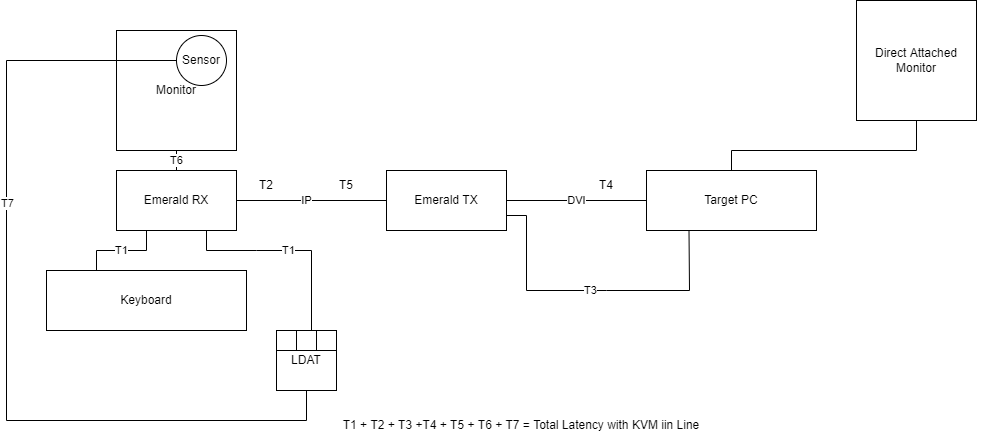 Direct Attached
Monitor
Sensor
Monitor
T6
T2
T5
T4
Emerald RX
IP
Emerald TX
DVI
Target PC
T7
T1
T1
T3
Keyboard
LDAT
T1 + T2 + T3 +T4 + T5 + T6 + T7 = Total Latency with KVM iin Line